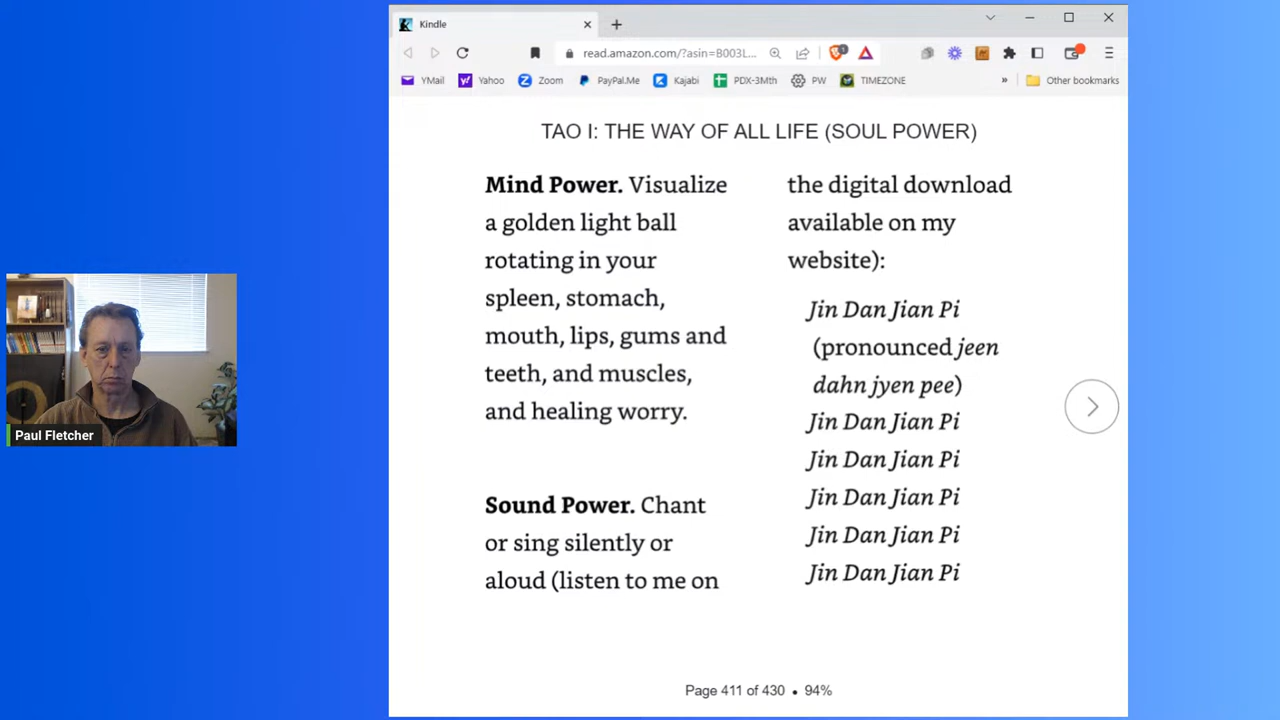 Kindle
read.amazon.com/?asin=B003L...
1
YMail
Yahoo
Zoom
PayPal.Me
Kajabi
PDX-3Mth
PW
TIMEZONE
»
Other bookmarks
TAO I: THE WAY OF ALL LIFE (SOUL POWER)
Mind Power. Visualize
a golden light ball
rotating in your
spleen, stomach,
mouth, lips, gums and
teeth, and muscles,
and healing worry.
Sound Power. Chant
or sing silently or
aloud (listen to me on
the digital download
available on my
website):
Jin Dan Jian Pi
(pronounced jeen
dahn jyen pee)
Jin Dan Jian Pi
Jin Dan Jian Pi
Jin Dan Jian Pi
Jin Dan Jian Pi
Jin Dan Jian Pi
Page 411 of 430 • 94%
Paul Fletcher